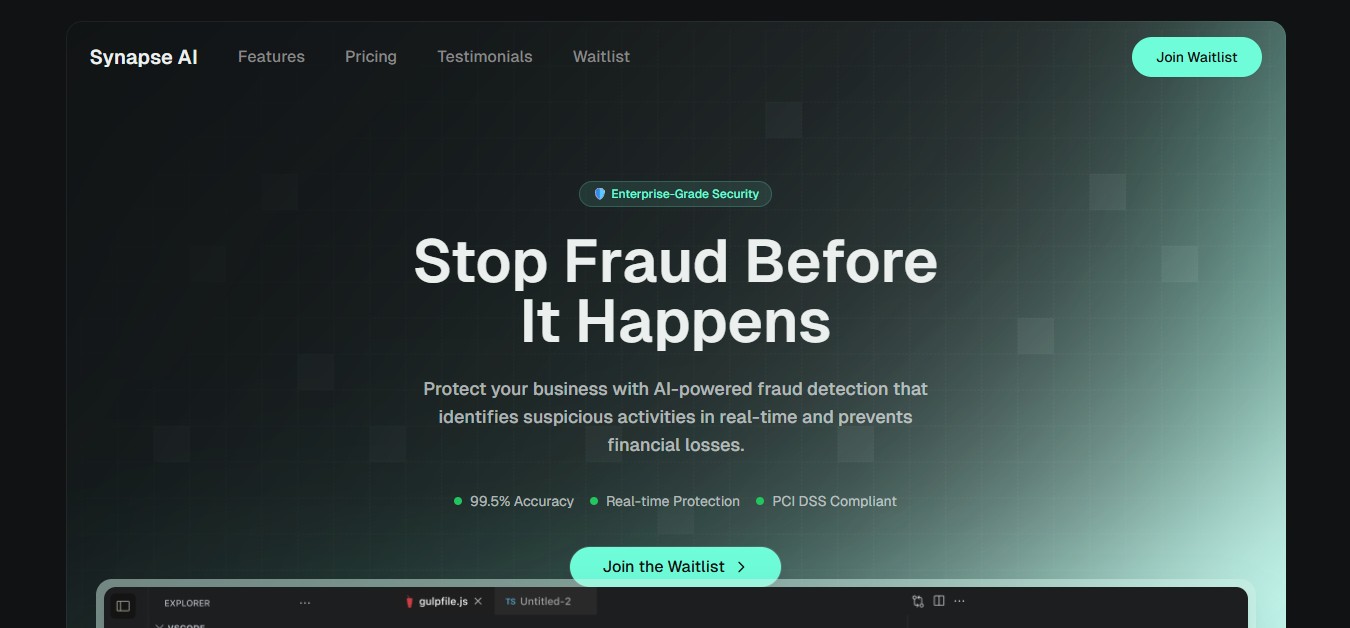 Synapse AI
Features
Pricing
Testimonials
Waitlist
Join Waitlist
Enterprise-Grade Security
Stop Fraud Before
It Happens
Protect your business with AI-powered fraud detection that
identifies suspicious activities in real-time and prevents
financial losses.
99.5% Accuracy
Real-time Protection
PCI DSS Compliant
Join the Waitlist
EXPLORER
gulpfile.js
TS Untitled-2
VSCODE